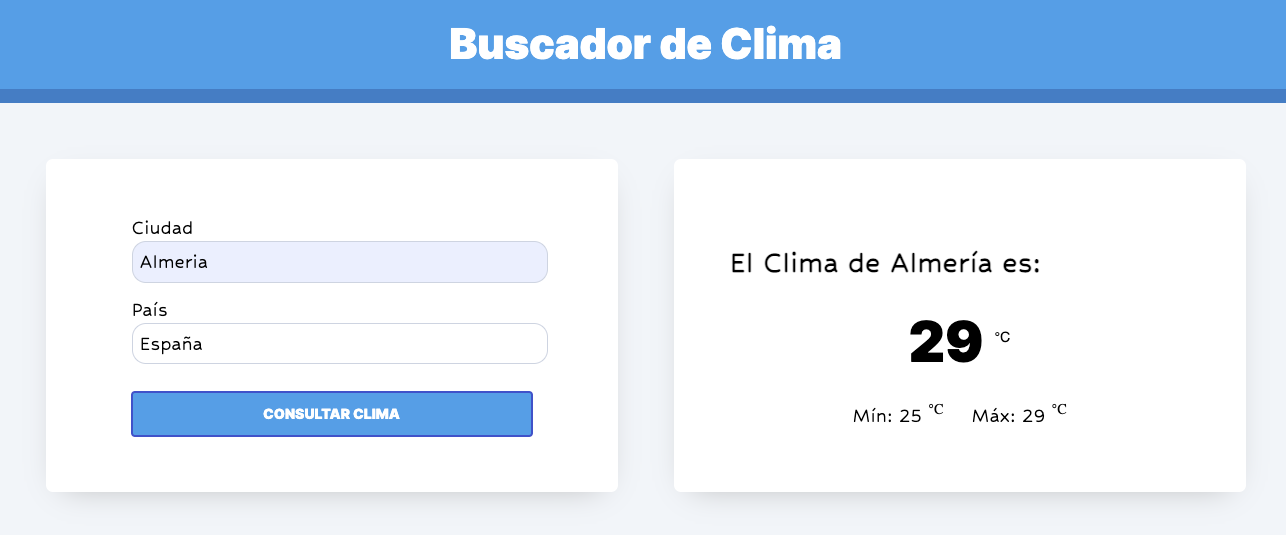 Buscador de Clima
Ciudad
Almeria
País
España
CONSULTAR CLIMA
El Clima de Almería es:
29 °C
Mín: 25 °C Máx: 29 °C